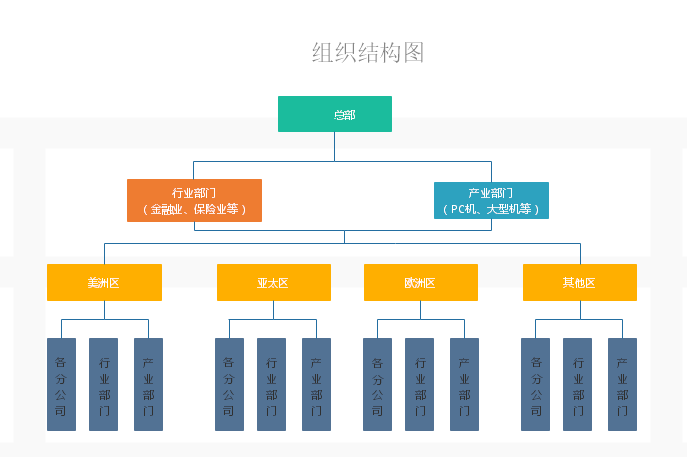 组织结构图
总部
行业部门
（金融业、保险业等）
产业部门
（PC机、大型机等）
美洲区
亚太区
欧洲区
其他区
各分公司
行业部门
产业部门
各分公司
行业部门
产业部门
各分公司
行业部门
产业部门
各分公司
行业部门
产业部门